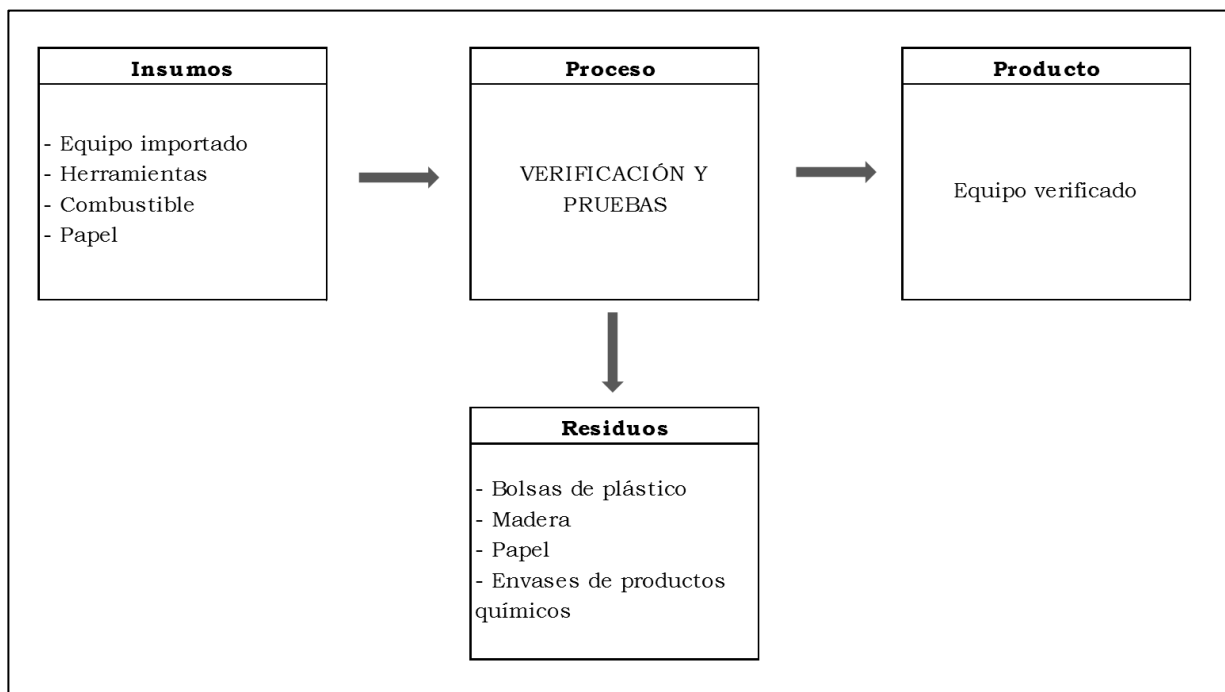 Insumos
- Equipo importado
- Herramientas
- Combustible
- Papel
Proceso
VERIFICACIÓN Y
PRUEBAS
Producto
Equipo verificado
Residuos
- Bolsas de plástico
- Madera
- Papel
- Envases de productos
químicos